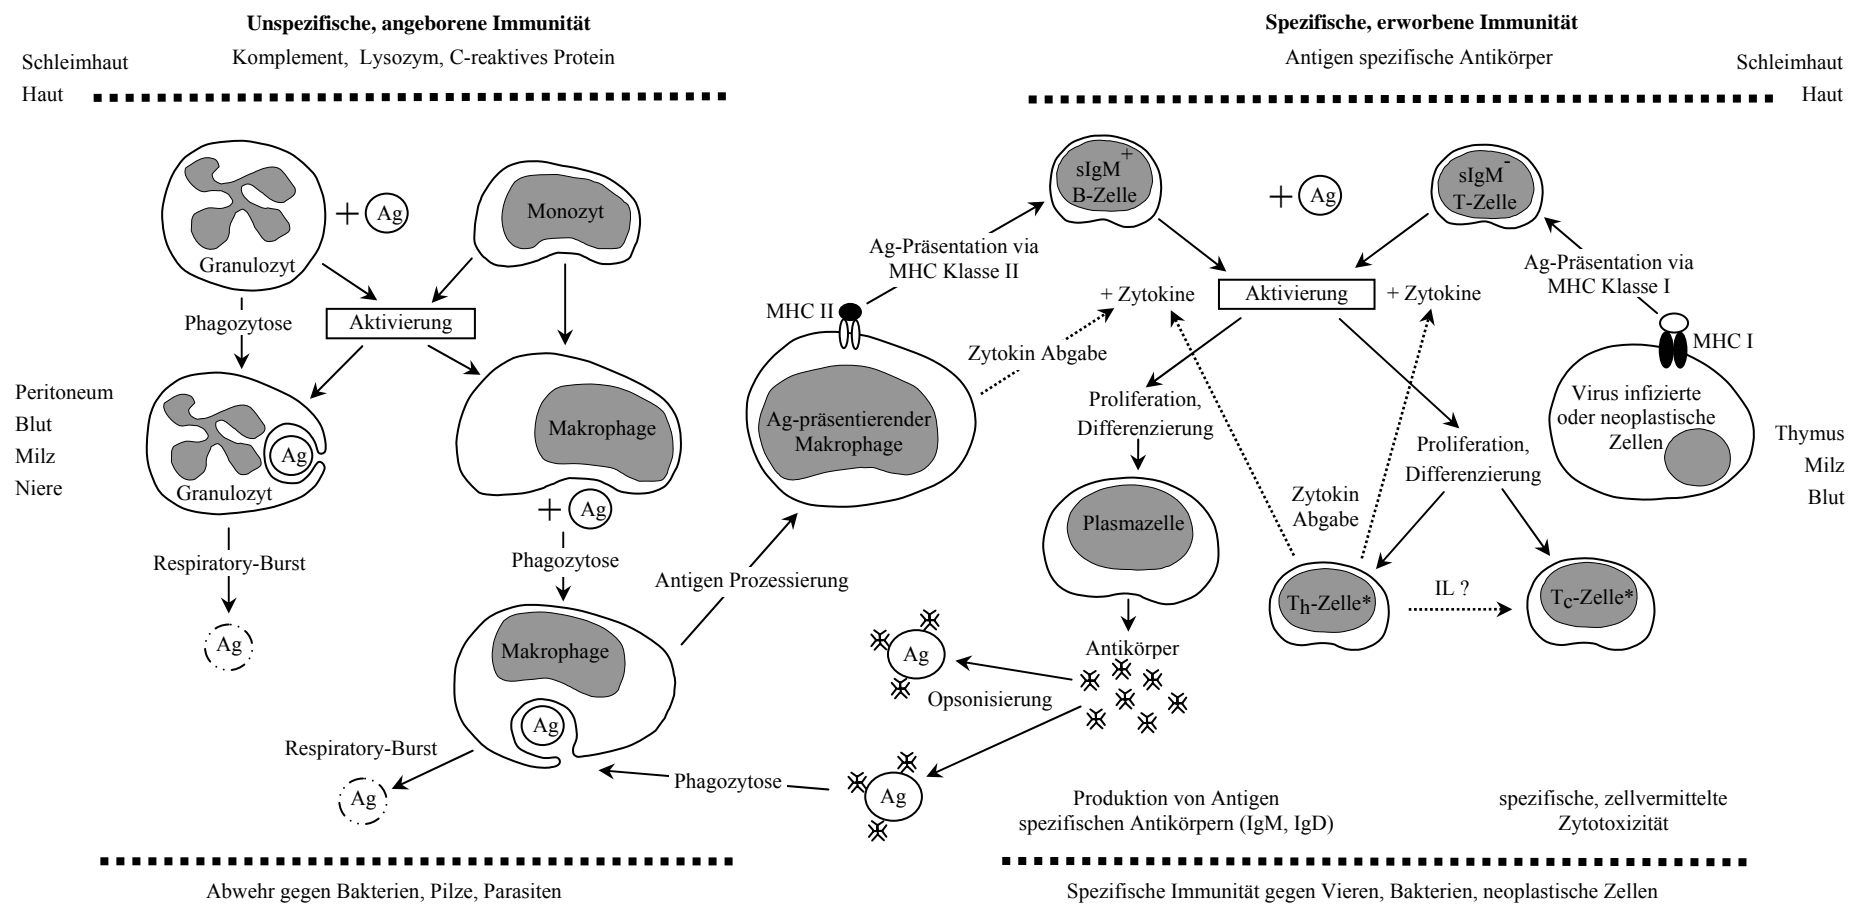 Unspezifische, angeborene Immunität
Komplement, Lysozym, C-reaktives Protein
Schleimhaut
Haut
Granulozyt
+ Ag
Monozyt
Phagozytose
Aktivierung
Peritoneum
Blut
Milz
Niere
Ag
Granulozyt
Makrophage
+ Ag
Respiratory-Burst
Phagozytose
Ag
Makrophage
Ag
Respiratory-Burst
Ag
Antigen Prozessierung
Abwehr gegen Bakterien, Pilze, Parasiten
MHC II
Ag-präsentierender
Makrophage
Ag-Präsentation via
MHC Klasse II
Zytokin Abgabe
Spezifische, erworbene Immunität
Antigen spezifische Antikörper
Schleimhaut
Haut
sIgM+
B-Zelle
+ Ag
sIgM-
T-Zelle
+ Zytokine
Aktivierung
+ Zytokine
Ag-Präsentation via
MHC Klasse I
MHC I
Virus infizierte
oder neoplastische
Zellen
Thymus
Milz
Blut
Proliferation,
Differenzierung
Proliferation,
Differenzierung
Plasmazelle
Zytokin
Abgabe
Th-Zelle*
IL ?
Tc-Zelle*
Antikörper
Ag
Opsonisierung
Phagozytose
Ag
Produktion von Antigen
spezifischen Antikörpern (IgM, IgD)
spezifische, zellvermittelte
Zytotoxizität
Spezifische Immunität gegen Vieren, Bakterien, neoplastische Zellen